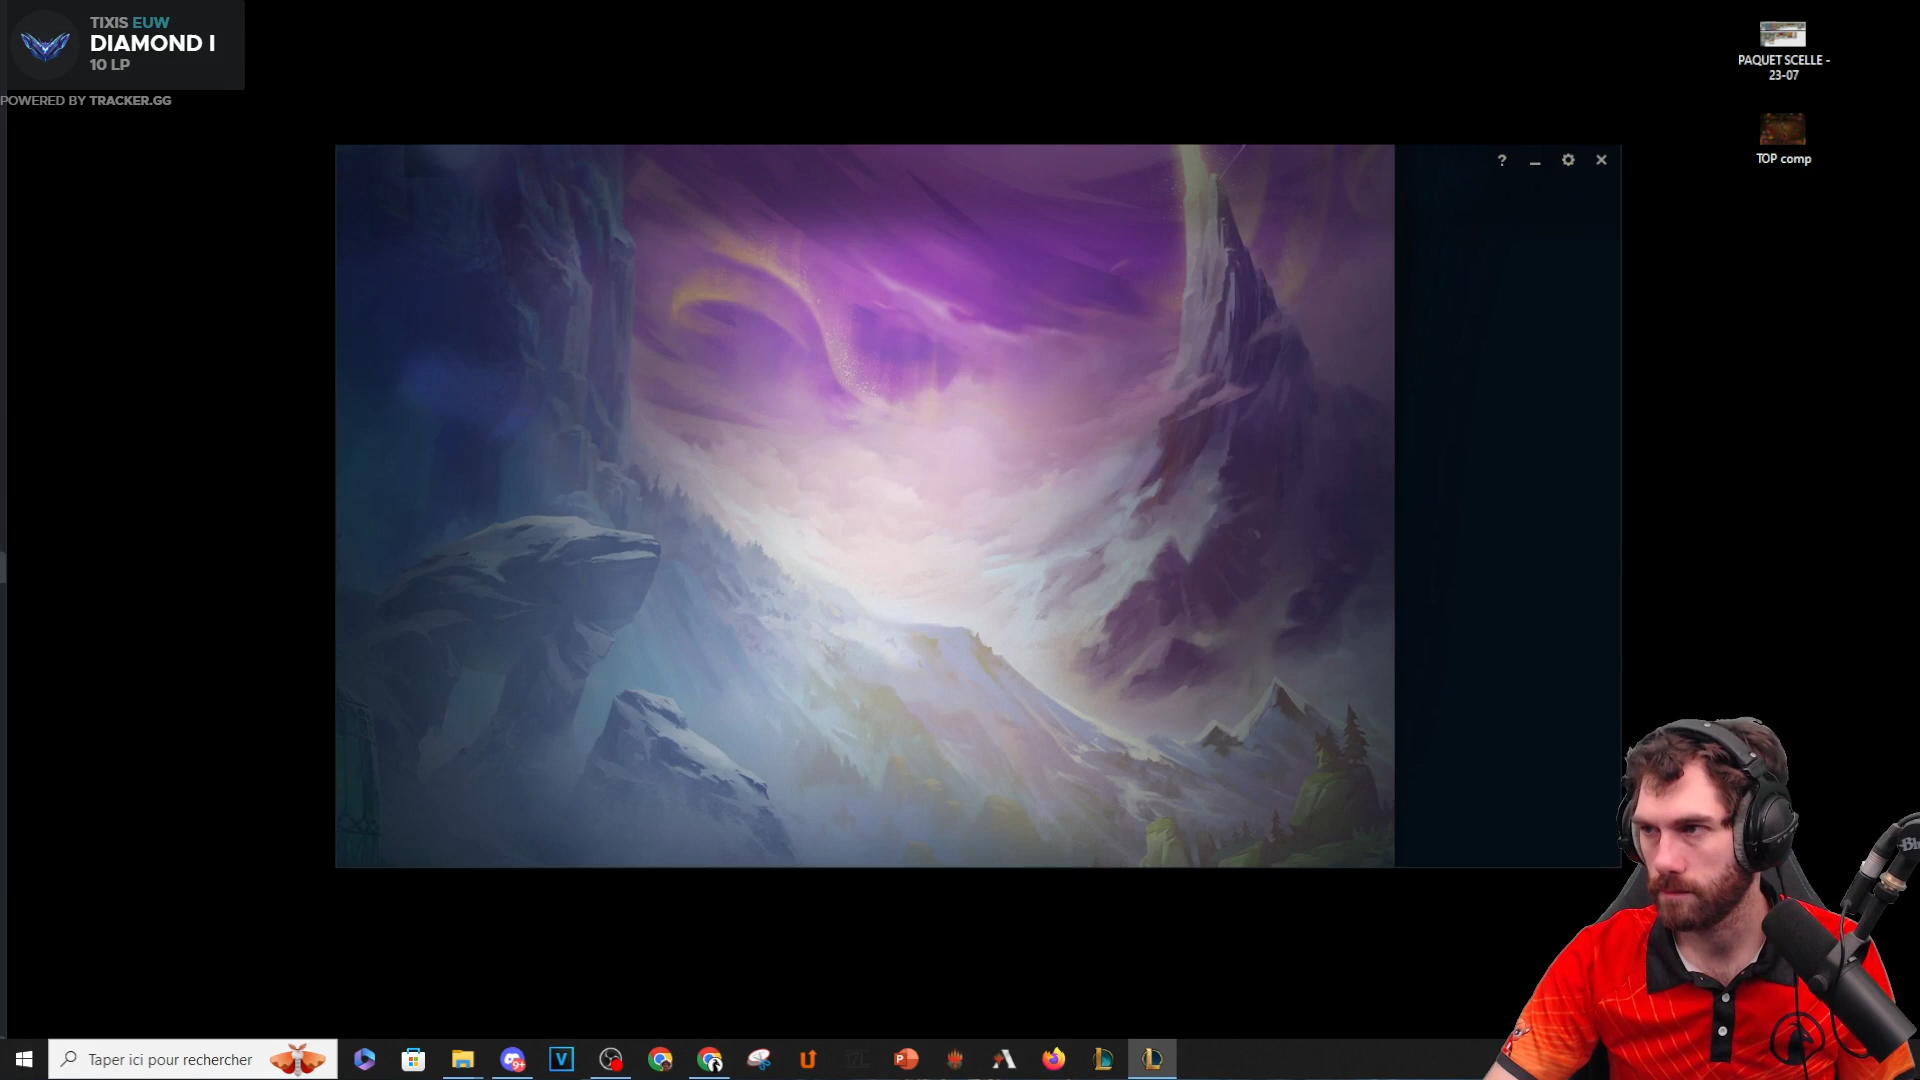 TIXIS EUW
DIAMOND I
10 LP
POWERED BY TRACKER.GG
PAQUET SCELLE -
23-07
TOP comp
Taper ici pour rechercher